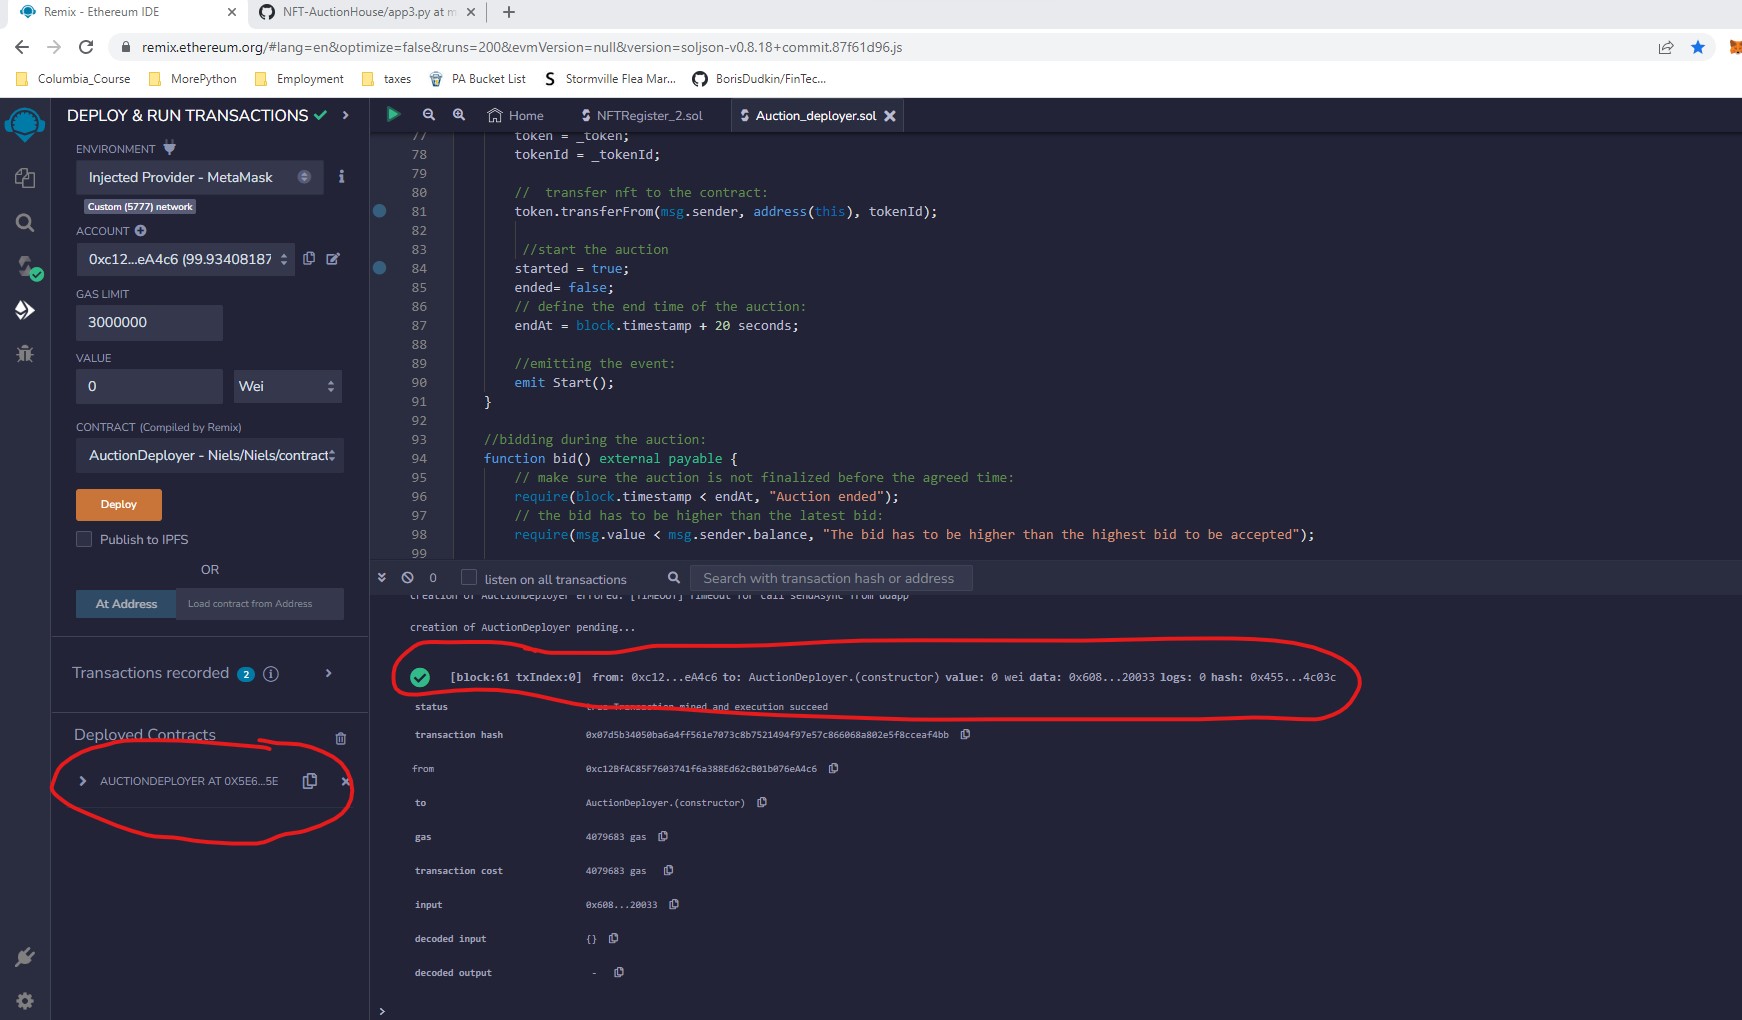 Remix - Ethereum IDE
NFT-AuctionHouse/app3.py at m
remix.ethereum.org/#lang=en&optimize=false&runs=200&evmVersion=null&version=soljson-v0.8.18+commit.87f61d96.js
Columbia_Course MorePython Employment taxes PA Bucket List Stormville Flea Mar... BorisDudkin/FinTec...
DEPLOY & RUN TRANSACTIONS
ENVIRONMENT
Injected Provider - MetaMask
Custom (5777) network
ACCOUNT
0xc12...eA4c6 (99.93408187
GAS LIMIT
3000000
VALUE
0
Wei
CONTRACT (Compiled by Remix)
AuctionDeployer - Niels/Niels/contract
Deploy
Publish to IPFS
OR
At Address Load contract from Address
Transactions recorded 2
Deployed Contracts
AUCTIONDEPLOYER AT 0X5E6...5E
Home NFTRegister_2.sol Auction_deployer.sol
77 token = _token;
78 tokenId = _tokenId;
79
80 //  transfer nft to the contract:
81 token.transferFrom(msg.sender, address(this), tokenId);
82
83 //start the auction
84 started = true;
85 ended= false;
86 // define the end time of the auction:
87 endAt = block.timestamp + 20 seconds;
88
89 //emitting the event:
90 emit Start();
91 }
92
93 //bidding during the auction:
94 function bid() external payable {
95 // make sure the auction is not finalized before the agreed time:
96 require(block.timestamp < endAt, "Auction ended");
97 // the bid has to be higher than the latest bid:
98 require(msg.value < msg.sender.balance, "The bid has to be higher than the highest bid to be accepted");
99
0 listen on all transactions Search with transaction hash or address
creation of AuctionDeployer errored: [TIMEOUT] Timeout for call sendAsync from udapp
creation of AuctionDeployer pending...
[block:61 txIndex:0] from: 0xc12...eA4c6 to: AuctionDeployer.(constructor) value: 0 wei data: 0x608...20033 logs: 0 hash: 0x455...4c03c
status true Transaction mined and execution succeed
transaction hash 0x07d5b34050ba6a4ff561e7073c8b7521494f97e57c866068a802e5f8cceaf4bb
from 0xc12BfAC85F7603741f6a388Ed62cB01b076eA4c6
to AuctionDeployer.(constructor)
gas 4079683 gas
transaction cost 4079683 gas
input 0x608...20033
decoded input {}
decoded output -
>